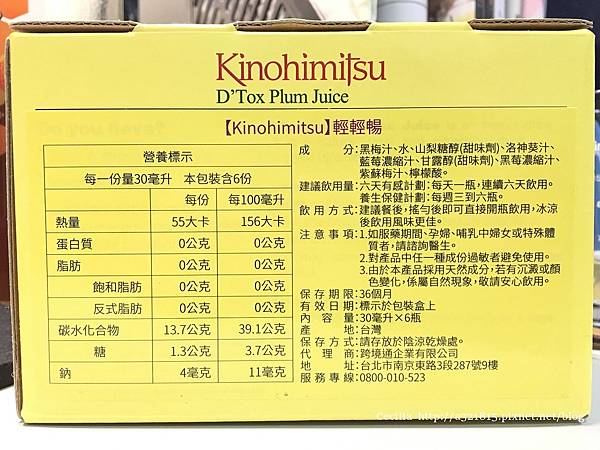 Kinohimitsu
D'Tox Plum Juice
【Kinohimitsu】輕輕暢
營養標示
每一份量30毫升 本包裝含6份
每份 每100毫升
熱量 55大卡 156大卡
蛋白質 0公克 0公克
脂肪 0公克 0公克
飽和脂肪 0公克 0公克
反式脂肪 0公克 0公克
碳水化合物 13.7公克 39.1公克
糖 1.3公克 3.7公克
鈉 4毫克 11毫克
成分:黑梅汁、水、山梨糖醇(甜味劑)、洛神葵汁、
藍莓濃縮汁、甘露醇(甜味劑)、黑莓濃縮汁、
紫蘇梅汁、檸檬酸。
建議飲用量:六天有感計劃:每天一瓶,連續六天飲用。
養生保健計劃:每週三到六瓶。
飲用方式:建議餐後,搖勻後即可直接開瓶飲用,冰涼
後飲用風味更佳。
注意事項:1.如服藥期間、孕婦、哺乳中婦女或特殊體
質者,請諮詢醫生。
2.對產品中任一種成份過敏者避免使用。
3.由於本產品採用天然成分,若有沉澱或顏
色變化,係屬自然現象,敬請安心飲用。
保存期限:36個月
有效日期:標示於包裝盒上
內容量:30毫升×6瓶
產地:台灣
保存方式:請存放於陰涼乾燥處。
代理商:跨境通企業有限公司
地址:台北市南京東路3段287號9樓
服務專線:0800-010-523